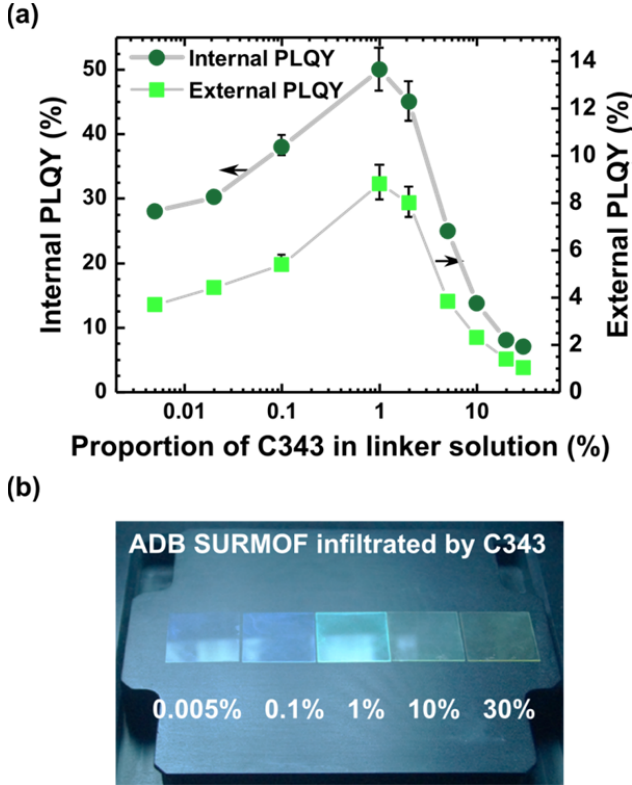 (a)
Internal PLQY
External PLQY
Internal PLQY (%)
50
40
30
20
10
0
External PLQY (%)
14
12
10
8
6
4
2
0
0.01 0.1 1 10
Proportion of C343 in linker solution (%)
(b)
ADB SURMOF infiltrated by C343
0.005% 0.1% 1% 10% 30%